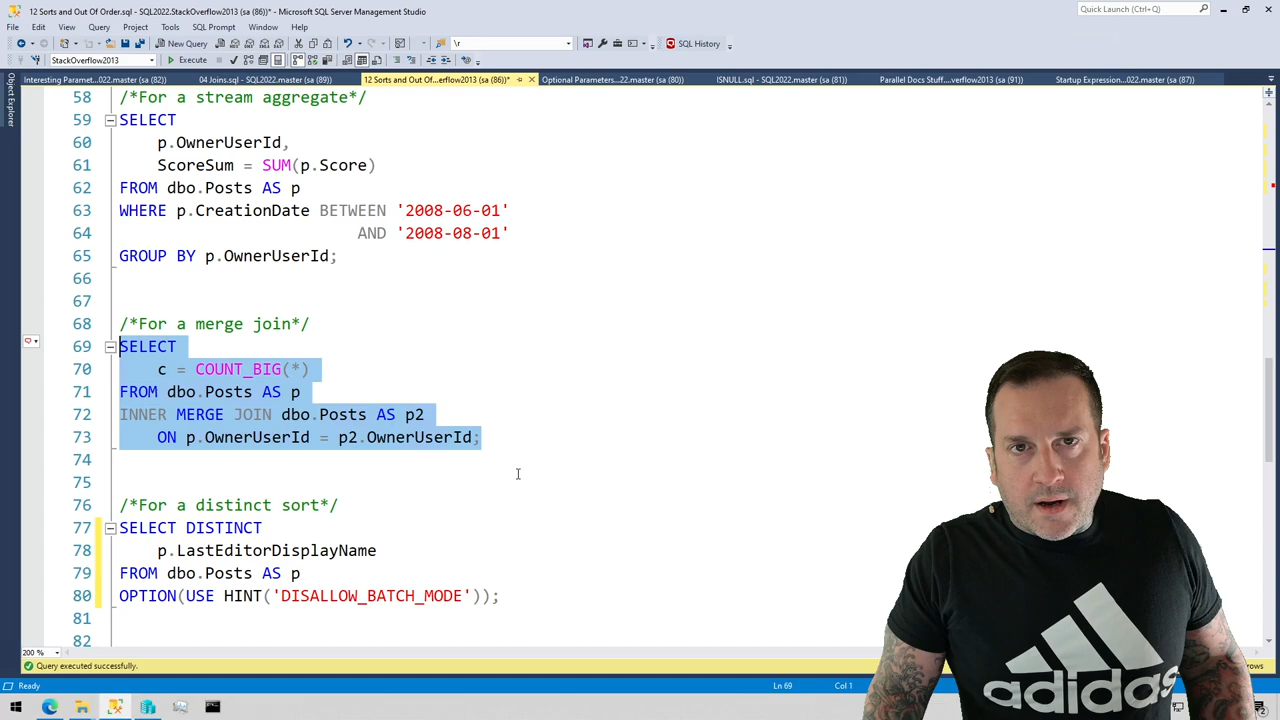 12 Sorts and Out Of Order.sql - SQL2022.StackOverflow2013 (sa (86))* - Microsoft SQL Server Management Studio
Quick Launch (Ctrl+Q)
File Edit View Query Project Tools SQL Prompt Window Help
New Query \r SQL History
StackOverflow2013 Execute
Interesting Paramet...022.master (82)) 04 Joins.sql - SQL2022.master (sa (89)) 12 Sorts and Out Of...erflow2013 (sa (86))* Optional Parameters...22.master (sa (80)) ISNULL.sql - SQL2022.master (sa (81)) Parallel Docs Stuff...verflow2013 (91)) Startup Expression...022.master (sa (87))
Object Explorer
58 /*For a stream aggregate*/
59 SELECT
60 p.OwnerUserId,
61 ScoreSum = SUM(p.Score)
62 FROM dbo.Posts AS p
63 WHERE p.CreationDate BETWEEN '2008-06-01'
64 AND '2008-08-01'
65 GROUP BY p.OwnerUserId;
66
67
68 /*For a merge join*/
69 SELECT
70 c = COUNT_BIG(*)
71 FROM dbo.Posts AS p
72 INNER MERGE JOIN dbo.Posts AS p2
73 ON p.OwnerUserId = p2.OwnerUserId;
74
75
76 /*For a distinct sort*/
77 SELECT DISTINCT
78 p.LastEditorDisplayName
79 FROM dbo.Posts AS p
80 OPTION(USE HINT('DISALLOW_BATCH_MODE'));
81
82
200 %
Query executed successfully. rows
Ready Ln 69 Col 1
adidas